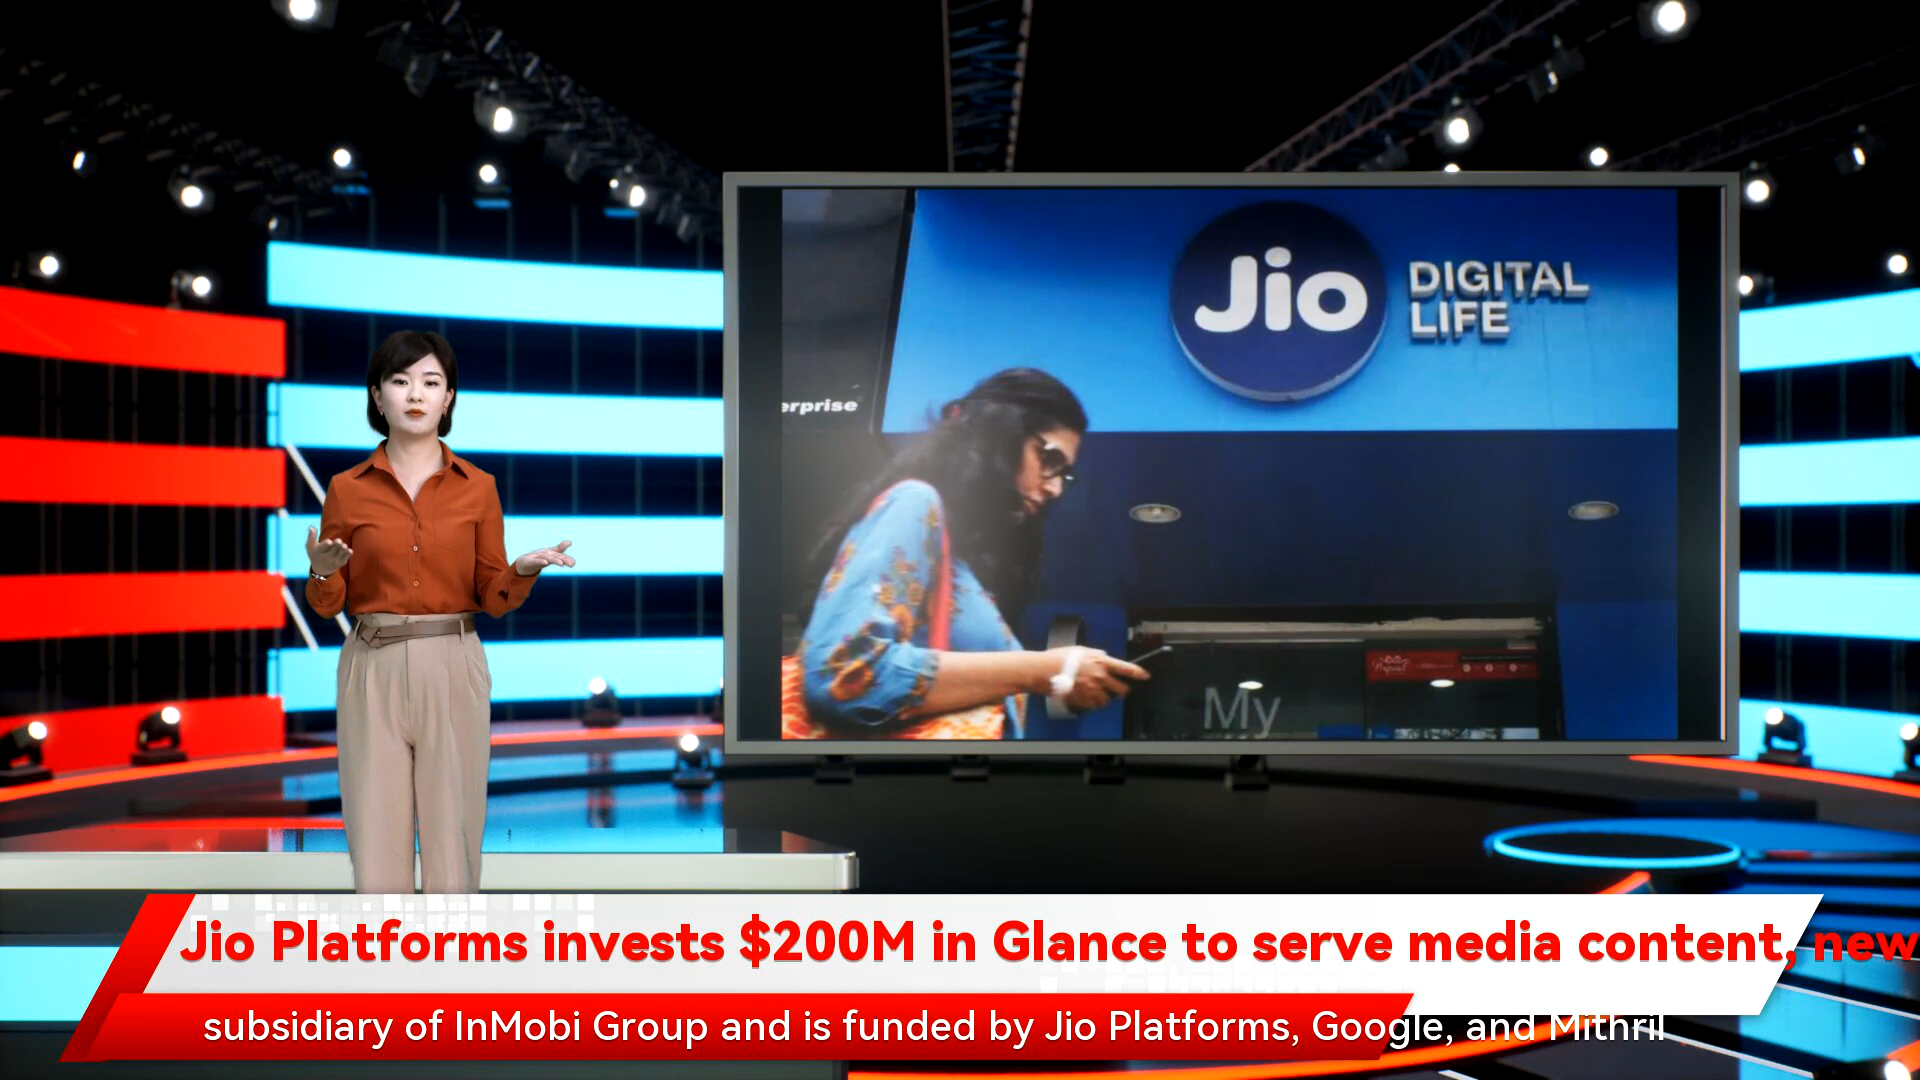 Jio
DIGITAL
LIFE
erprise
My
Jio Platforms invests $200M in Glance to serve media content, new
subsidiary of InMobi Group and is funded by Jio Platforms, Google, and Mithril